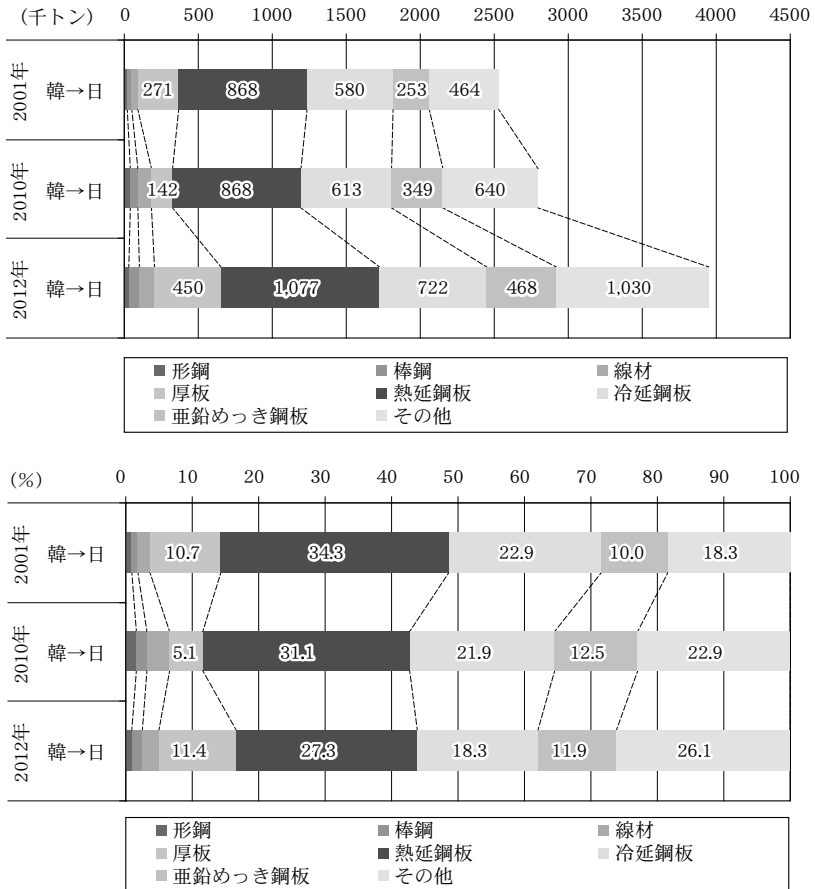 (千トン) 0 500 1000 1500 2000 2500 3000 3500 4000 4500
2001年 韓→日 271 868 580 253 464
2010年 韓→日 142 868 613 349 640
2012年 韓→日 450 1,077 722 468 1,030
形鋼 棒鋼 線材
厚板 熱延鋼板 冷延鋼板
亜鉛めっき鋼板 その他
(%) 0 10 20 30 40 50 60 70 80 90 100
2001年 韓→日 10.7 34.3 22.9 10.0 18.3
2010年 韓→日 5.1 31.1 21.9 12.5 22.9
2012年 韓→日 11.4 27.3 18.3 11.9 26.1
形鋼 棒鋼 線材
厚板 熱延鋼板 冷延鋼板
亜鉛めっき鋼板 その他